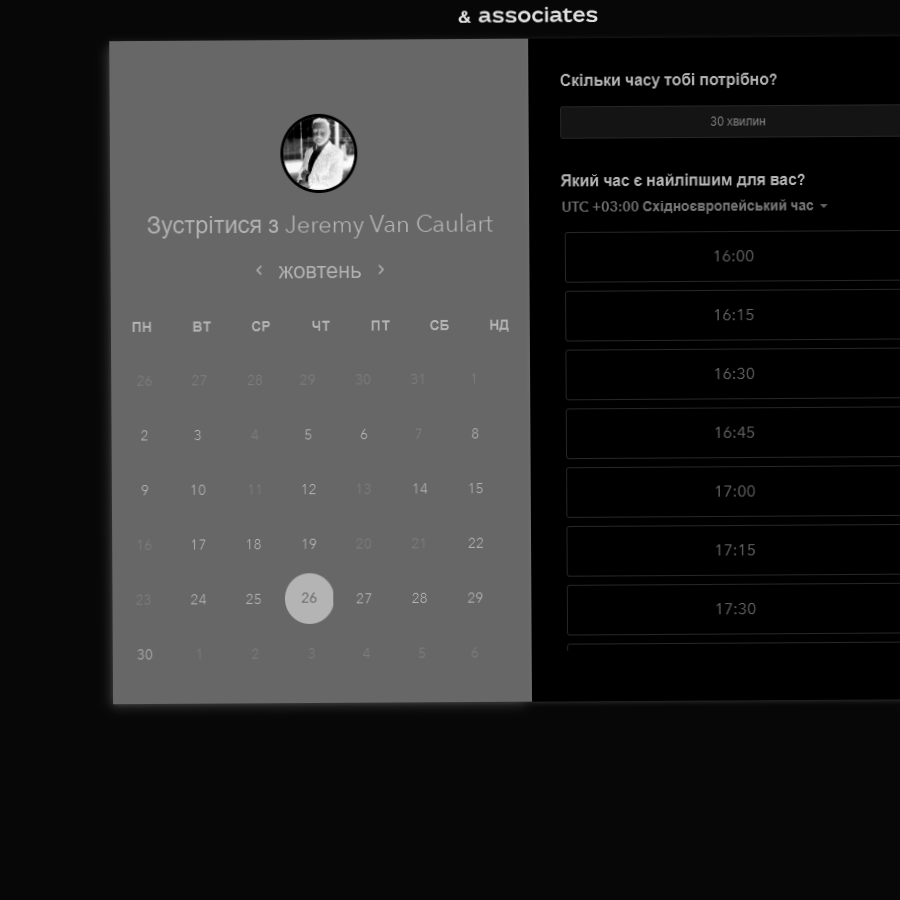 & associates
Зустрітися з Jeremy Van Caulart
‹ жовтень ›
ПН ВТ СР ЧТ ПТ СБ НД
26 27 28 29 30 31 1
2 3 4 5 6 7 8
9 10 11 12 13 14 15
16 17 18 19 20 21 22
23 24 25 26 27 28 29
30 1 2 3 4 5 6
Скільки часу тобі потрібно?
30 хвилин
Який час є найліпшим для вас?
UTC +03:00 Східноєвропейський час
16:00
16:15
16:30
16:45
17:00
17:15
17:30